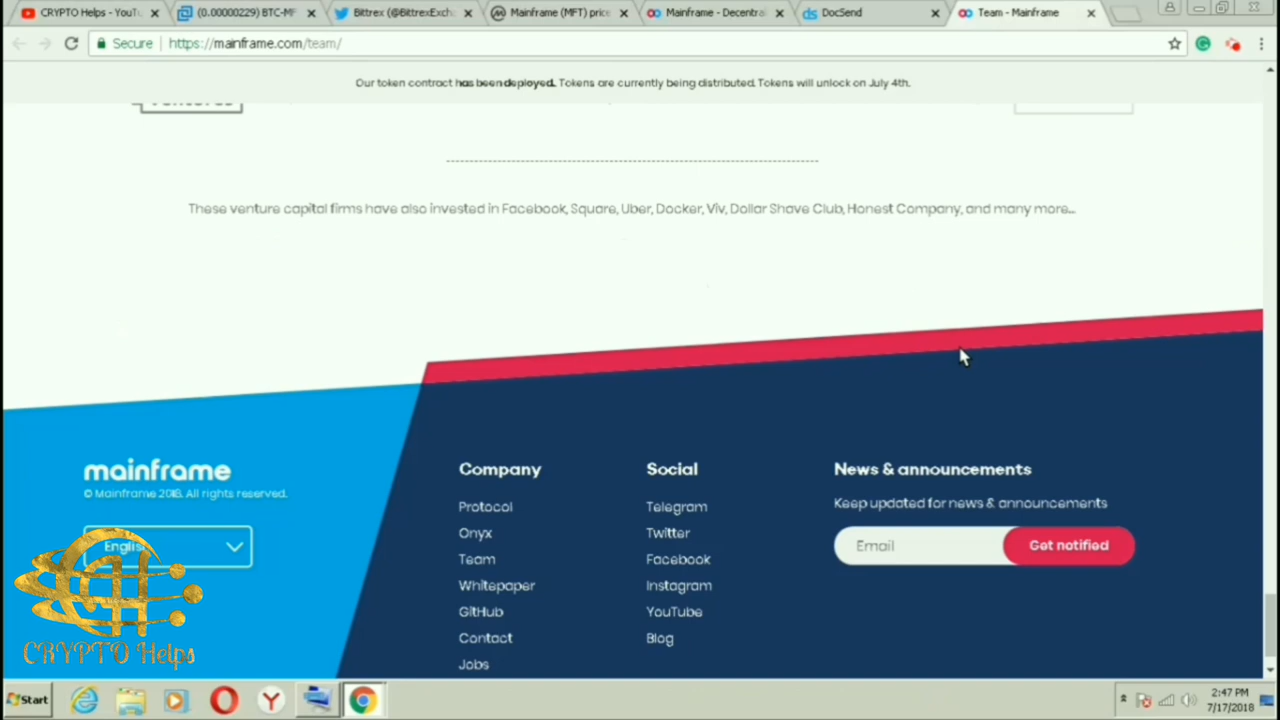 CRYPTO Helps - YouTu
(0.00000229) BTC-MF
Bittrex (@BittrexExch
Mainframe (MFT) price
Mainframe - Decentral
DocSend
Team - Mainframe
Secure https://mainframe.com/team/
Our token contract has been deployed. Tokens are currently being distributed. Tokens will unlock on July 4th.
These venture capital firms have also invested in Facebook, Square, Uber, Docker, Viv, Dollar Shave Club, Honest Company, and many more...
mainframe
© Mainframe 2018. All rights reserved.
English
Company
Protocol
Onyx
Team
Whitepaper
GitHub
Contact
Jobs
Social
Telegram
Twitter
Facebook
Instagram
YouTube
Blog
News & announcements
Keep updated for news & announcements
Email
Get notified
CRYPTO Helps
Start
2:47 PM
7/17/2018